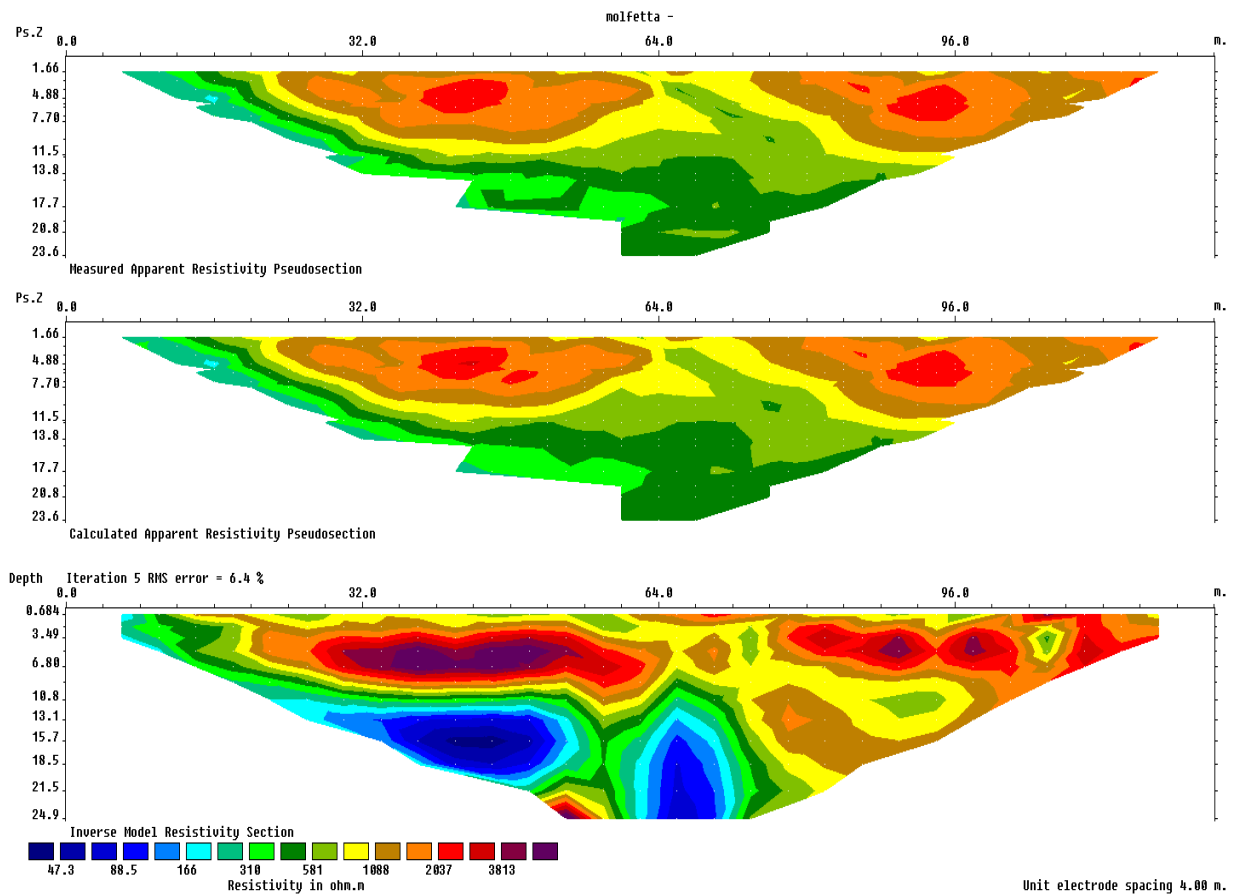 molfetta -
Ps.Z 0.0 32.0 64.0 96.0 m.
1.66
4.88
7.70
11.5
13.8
17.7
20.8
23.6
Measured Apparent Resistivity Pseudosection
Ps.Z 0.0 32.0 64.0 96.0 m.
1.66
4.88
7.70
11.5
13.8
17.7
20.8
23.6
Calculated Apparent Resistivity Pseudosection
Depth Iteration 5 RMS error = 6.4 %
0.0 32.0 64.0 96.0 m.
0.684
3.49
6.80
10.8
13.1
15.7
18.5
21.5
24.9
Inverse Model Resistivity Section
47.3 88.5 166 310 581 1088 2037 3813
Resistivity in ohm.m Unit electrode spacing 4.00 m.